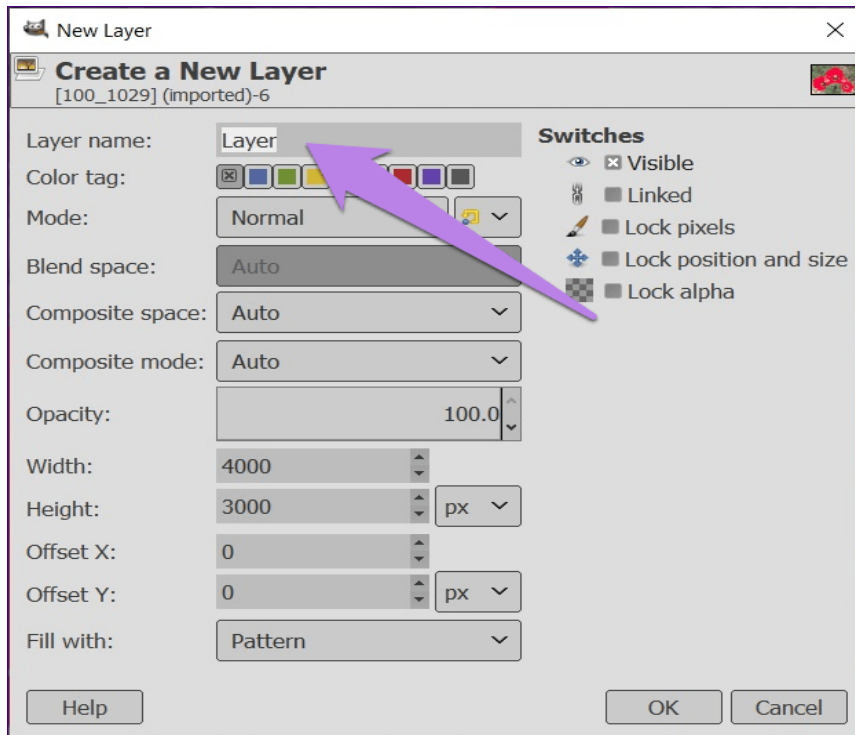 New Layer
Create a New Layer
[100_1029] (imported)-6
Layer name: Layer
Color tag:
Mode: Normal
Blend space: Auto
Composite space: Auto
Composite mode: Auto
Opacity: 100.0
Width: 4000
Height: 3000 px
Offset X: 0
Offset Y: 0 px
Fill with: Pattern
Switches
Visible
Linked
Lock pixels
Lock position and size
Lock alpha
Help OK Cancel